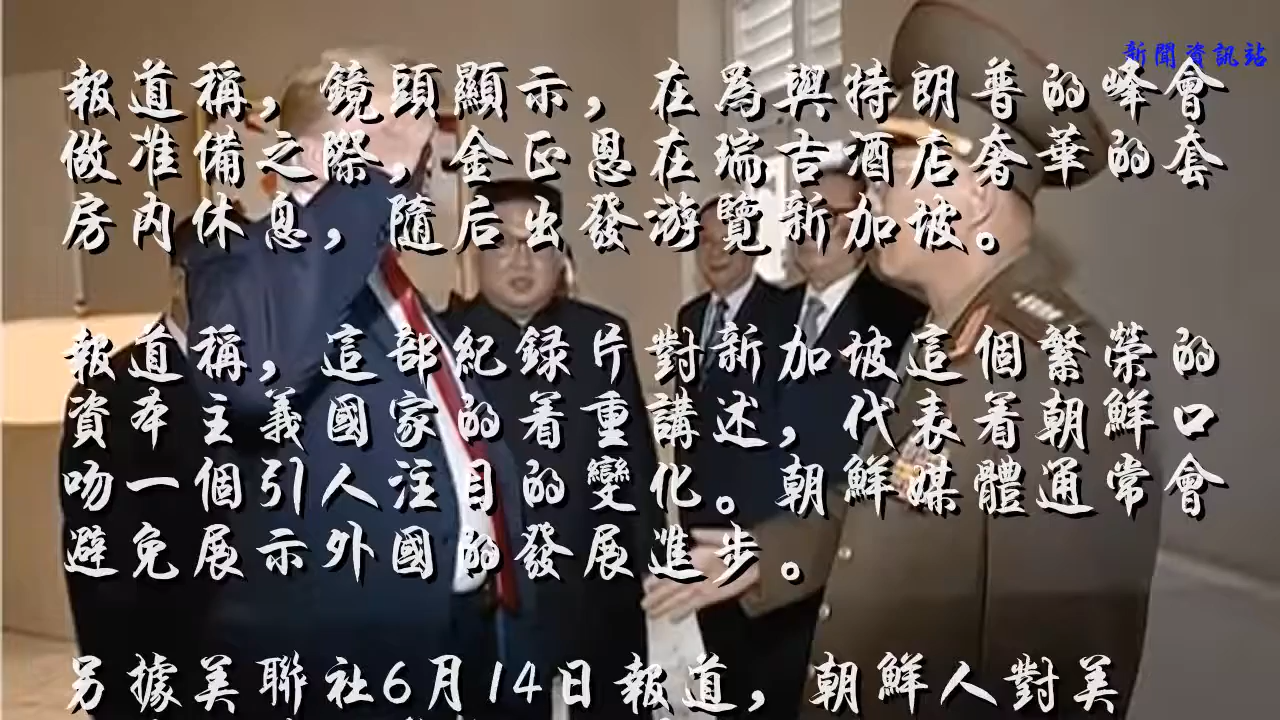 新聞資訊站
報道稱，鏡頭顯示，在為與特朗普的峰會
做准備之際，金正恩在瑞吉酒店奢華的套
房内休息，隨后出發游覽新加坡。
報道稱，這部紀録片對新加坡這個繁榮的
資本主義國家的着重講述，代表着朝鮮口
吻一個引人注目的變化。朝鮮媒體通常會
避免展示外國的發展進步。
另據美聯社6月14日報道，朝鮮人對美